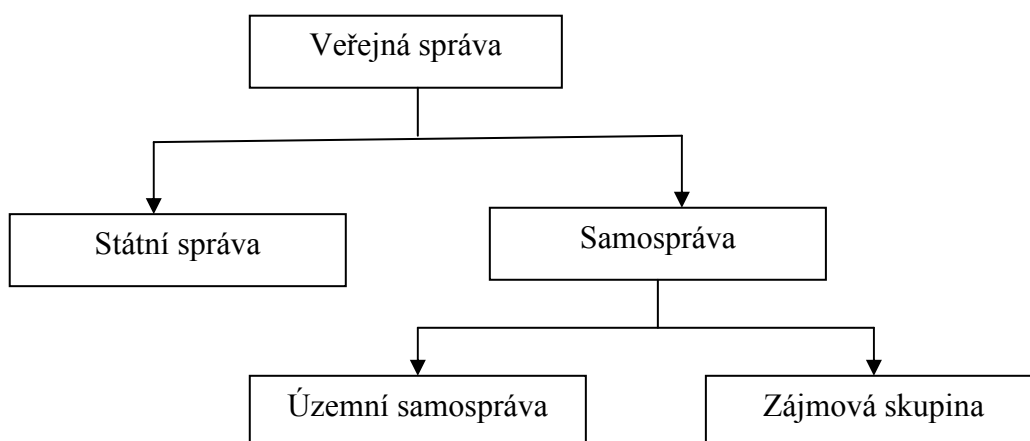 Veřejná správa
Státní správa
Samospráva
Územní samospráva
Zájmová skupina